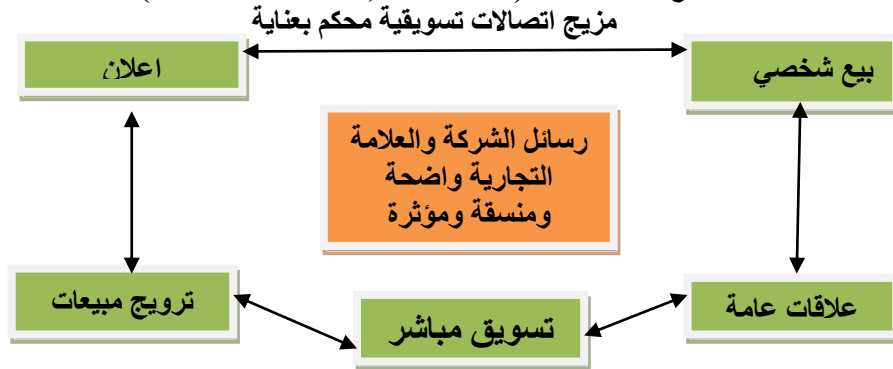 مزيج اتصالات تسويقية محكم بعناية
بيع شخصي
اعلان
رسائل الشركة والعلامة
التجارية واضحة
ومنسقة ومؤثرة
علاقات عامة
تسويق مباشر
ترويج مبيعات